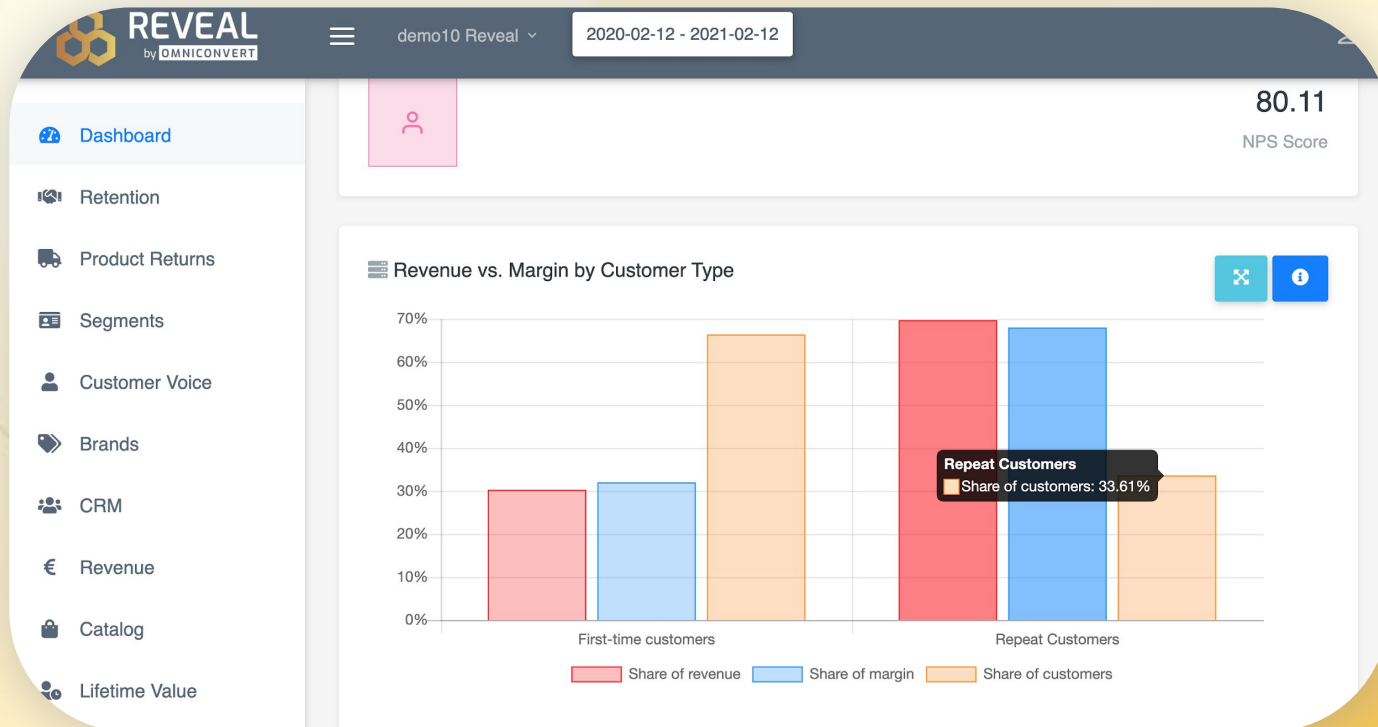 REVEAL
by OMNICONVERT
demo10 Reveal
2020-02-12 - 2021-02-12
Dashboard
Retention
Product Returns
Segments
Customer Voice
Brands
CRM
€ Revenue
Catalog
Lifetime Value
80.11
NPS Score
Revenue vs. Margin by Customer Type
70%
60%
50%
40%
30%
20%
10%
0%
Repeat Customers
Share of customers: 33.61%
First-time customers
Repeat Customers
Share of revenue
Share of margin
Share of customers